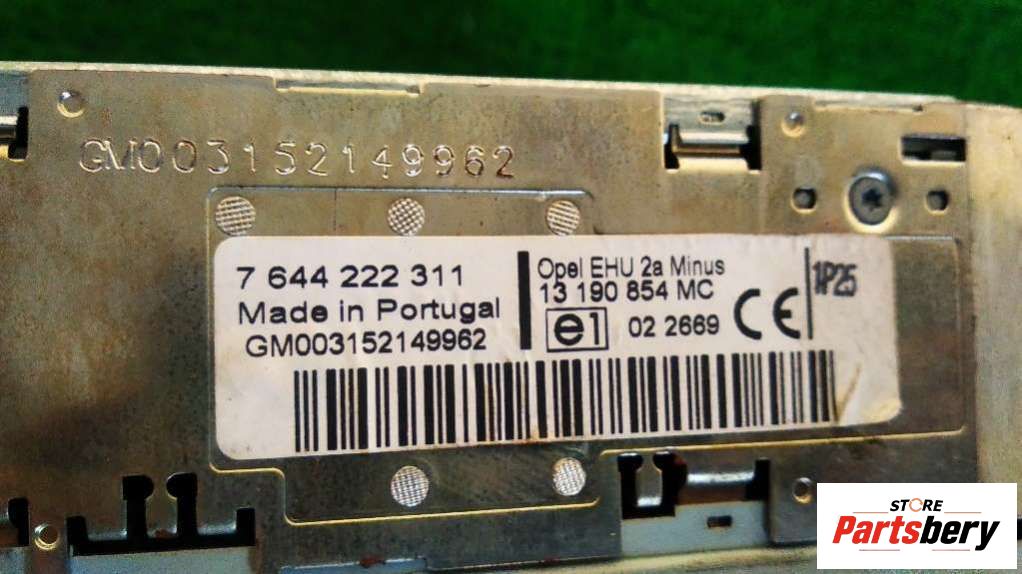 GM003152149962
7 644 222 311
Made in Portugal
GM003152149962
Opel EHU 2a Minus
13 190 854 MC
e1 02 2669 CE
1P25
STORE
Partsbery